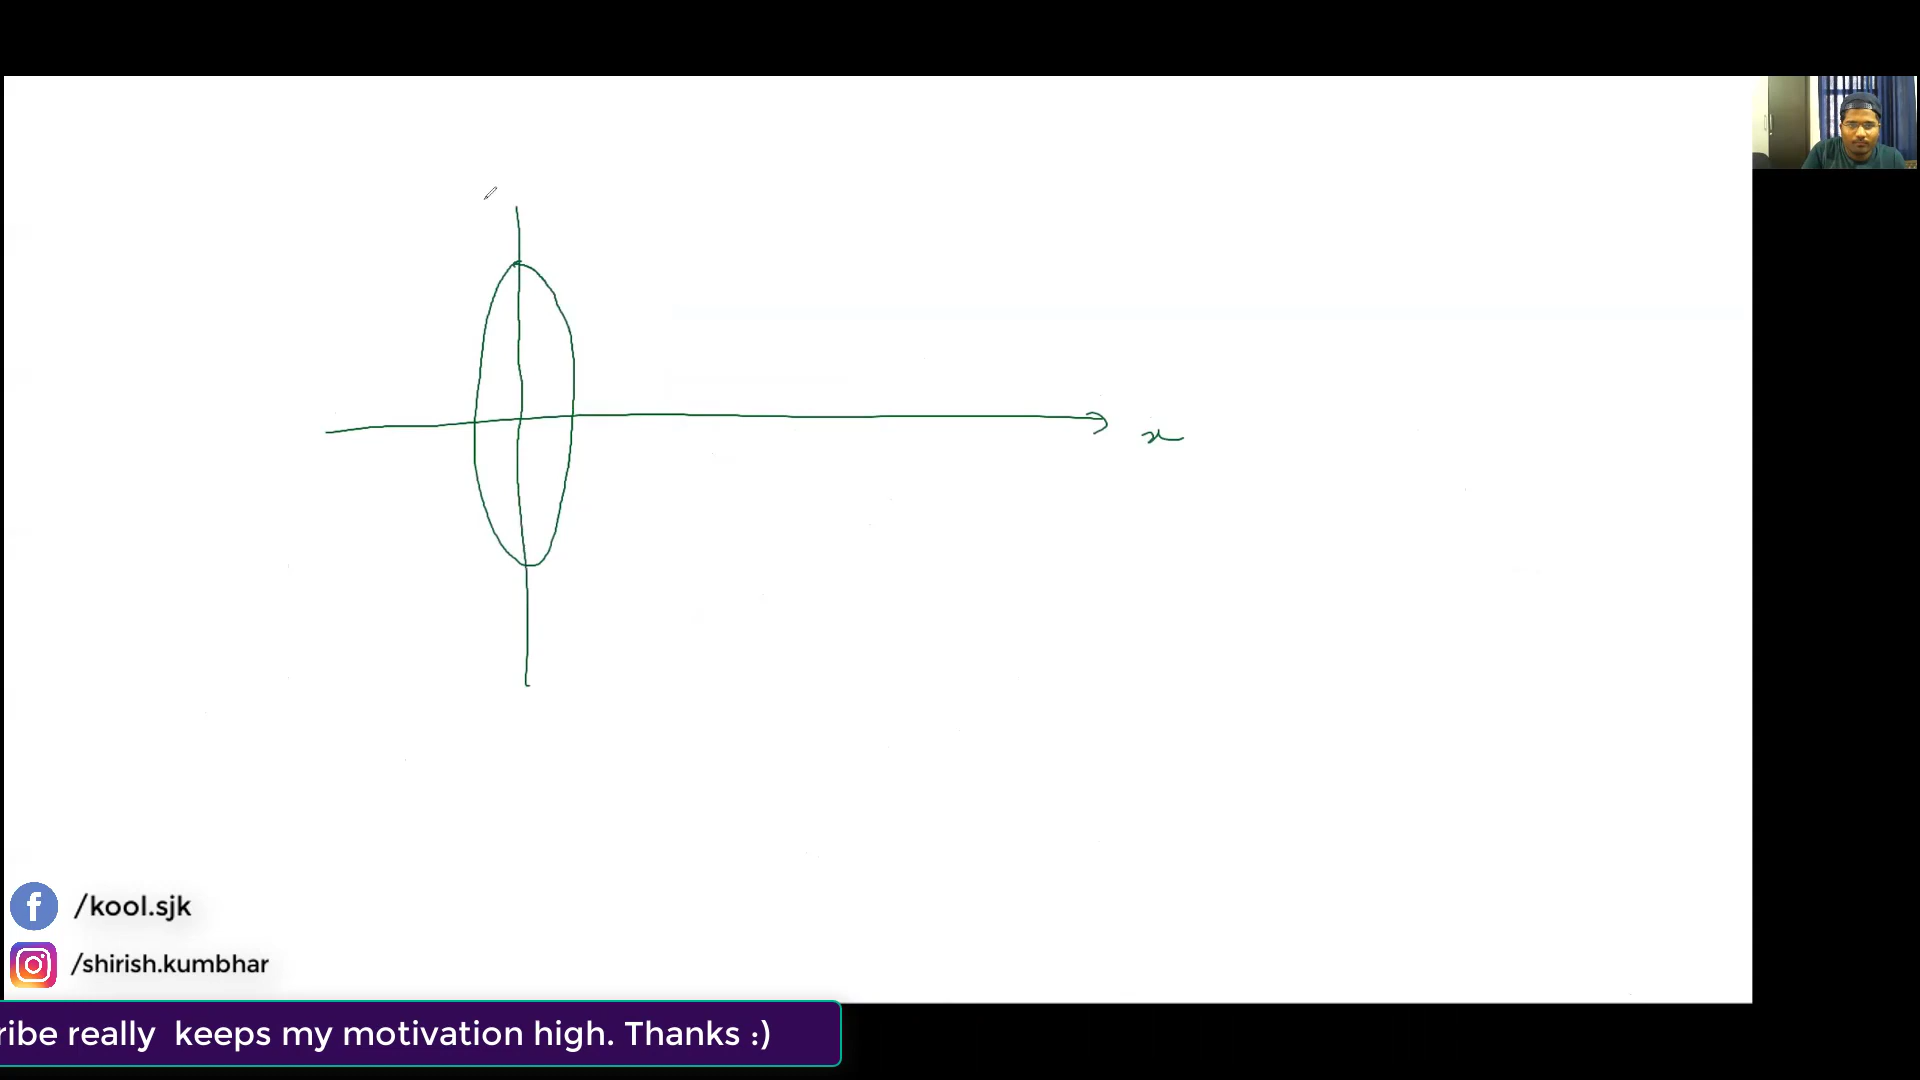 x
/kool.sjk
/shirish.kumbhar
ribe really keeps my motivation high. Thanks :)